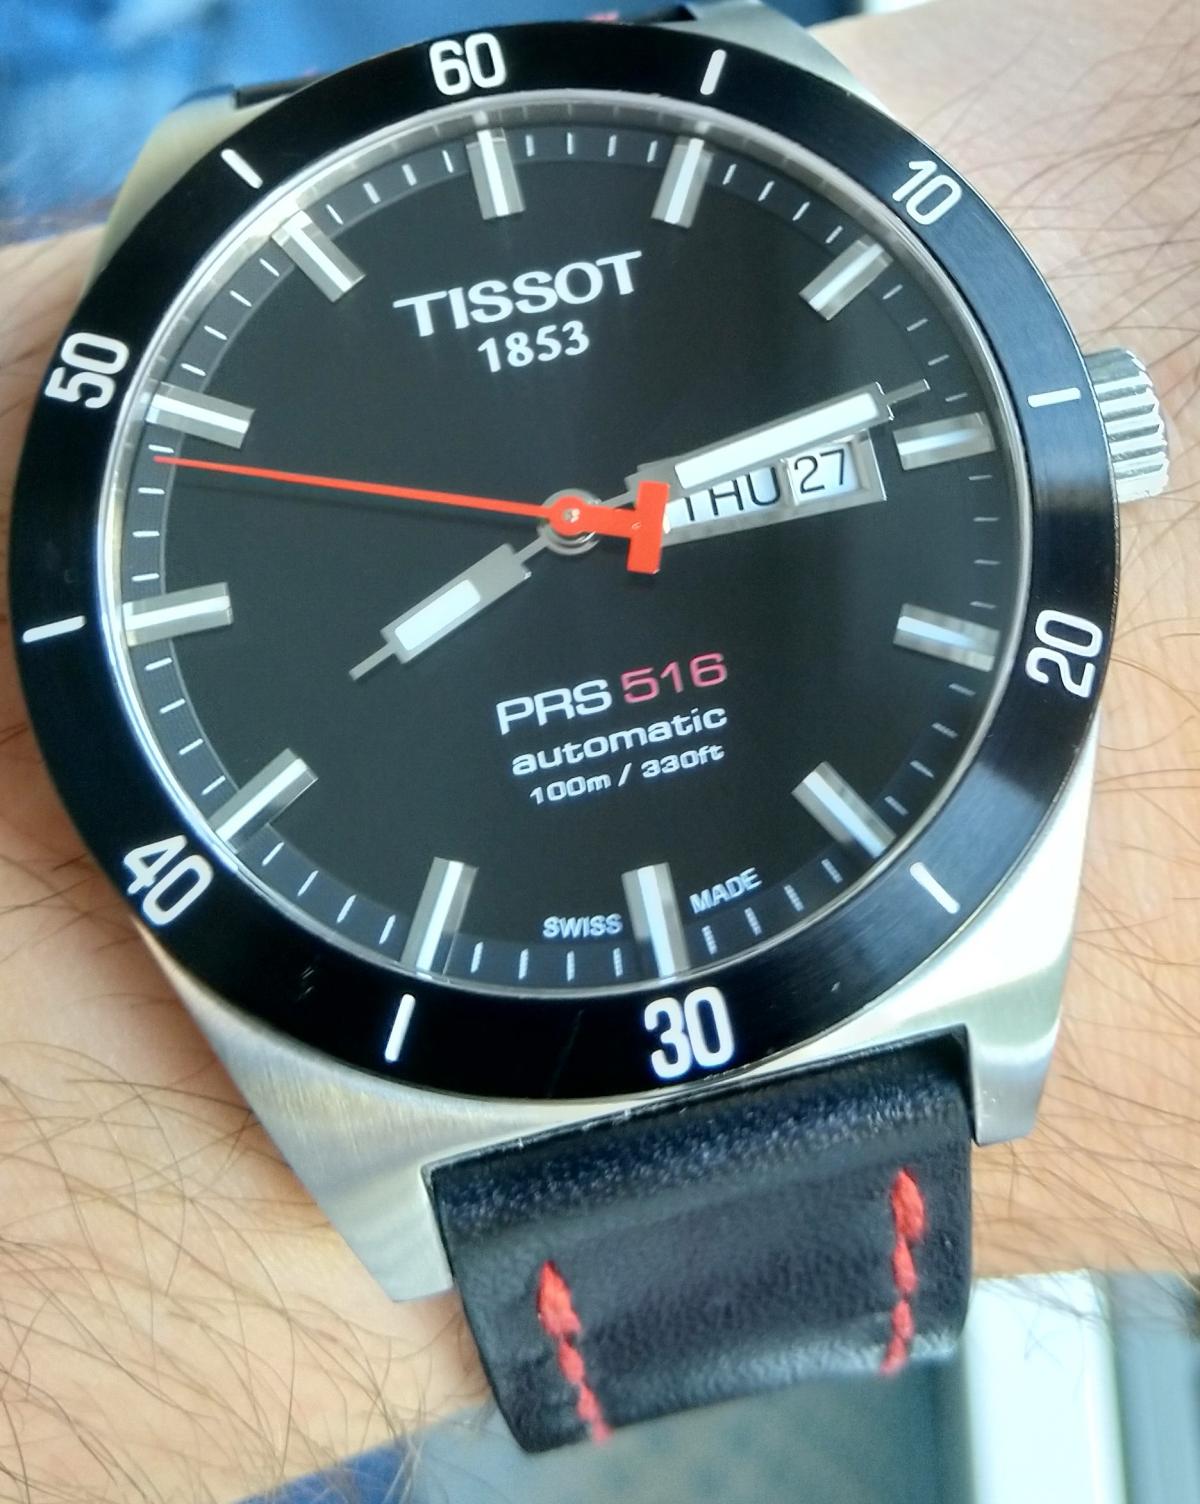 60
10
50
TISSOT
1853
THU 27
20
PRS 516
automatic
100m / 330ft
40
SWISS MADE
30